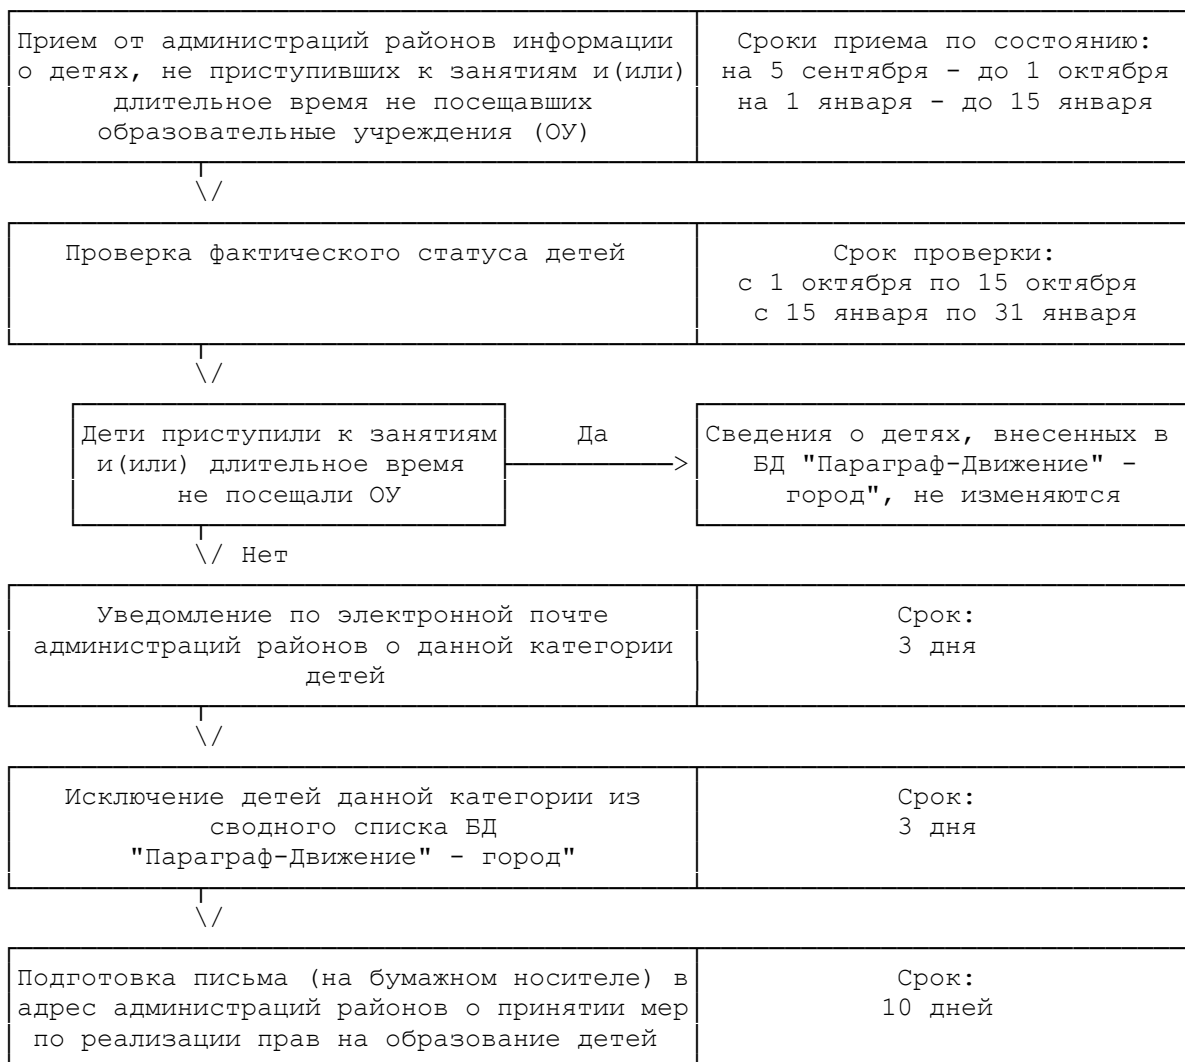 Прием от администраций районов информации
о детях, не приступивших к занятиям и(или)
длительное время не посещавших
образовательные учреждения (ОУ)
Сроки приема по состоянию:
на 5 сентября - до 1 октября
на 1 января - до 15 января
\/
Проверка фактического статуса детей
Срок проверки:
с 1 октября по 15 октября
с 15 января по 31 января
\/
Дети приступили к занятиям
и(или) длительное время
не посещали ОУ
Да
>
Сведения о детях, внесенных в
БД "Параграф-Движение" -
город", не изменяются
\/ Нет
Уведомление по электронной почте
администраций районов о данной категории
детей
Срок:
3 дня
\/
Исключение детей данной категории из
сводного списка БД
"Параграф-Движение" - город"
Срок:
3 дня
\/
Подготовка письма (на бумажном носителе) в
адрес администраций районов о принятии мер
по реализации прав на образование детей
Срок:
10 дней